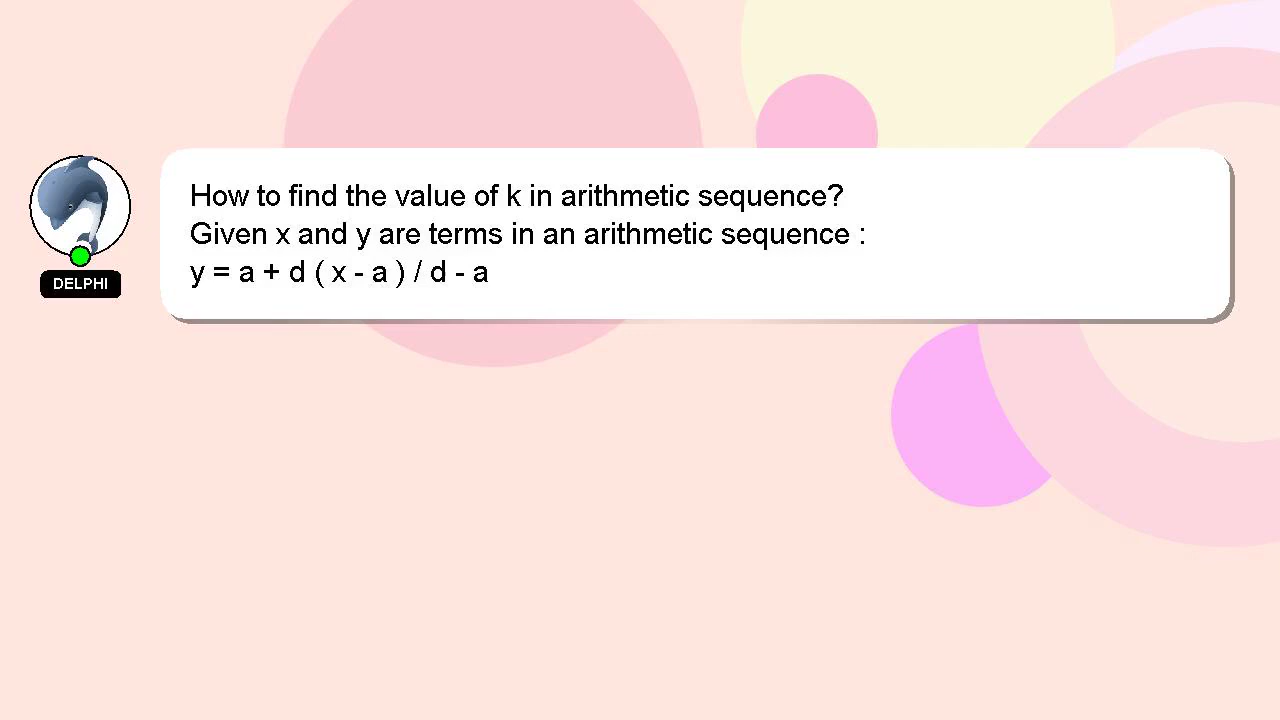 How to find the value of k in arithmetic sequence?
Given x and y are terms in an arithmetic sequence :
y = a + d ( x - a ) / d - a
DELPHI